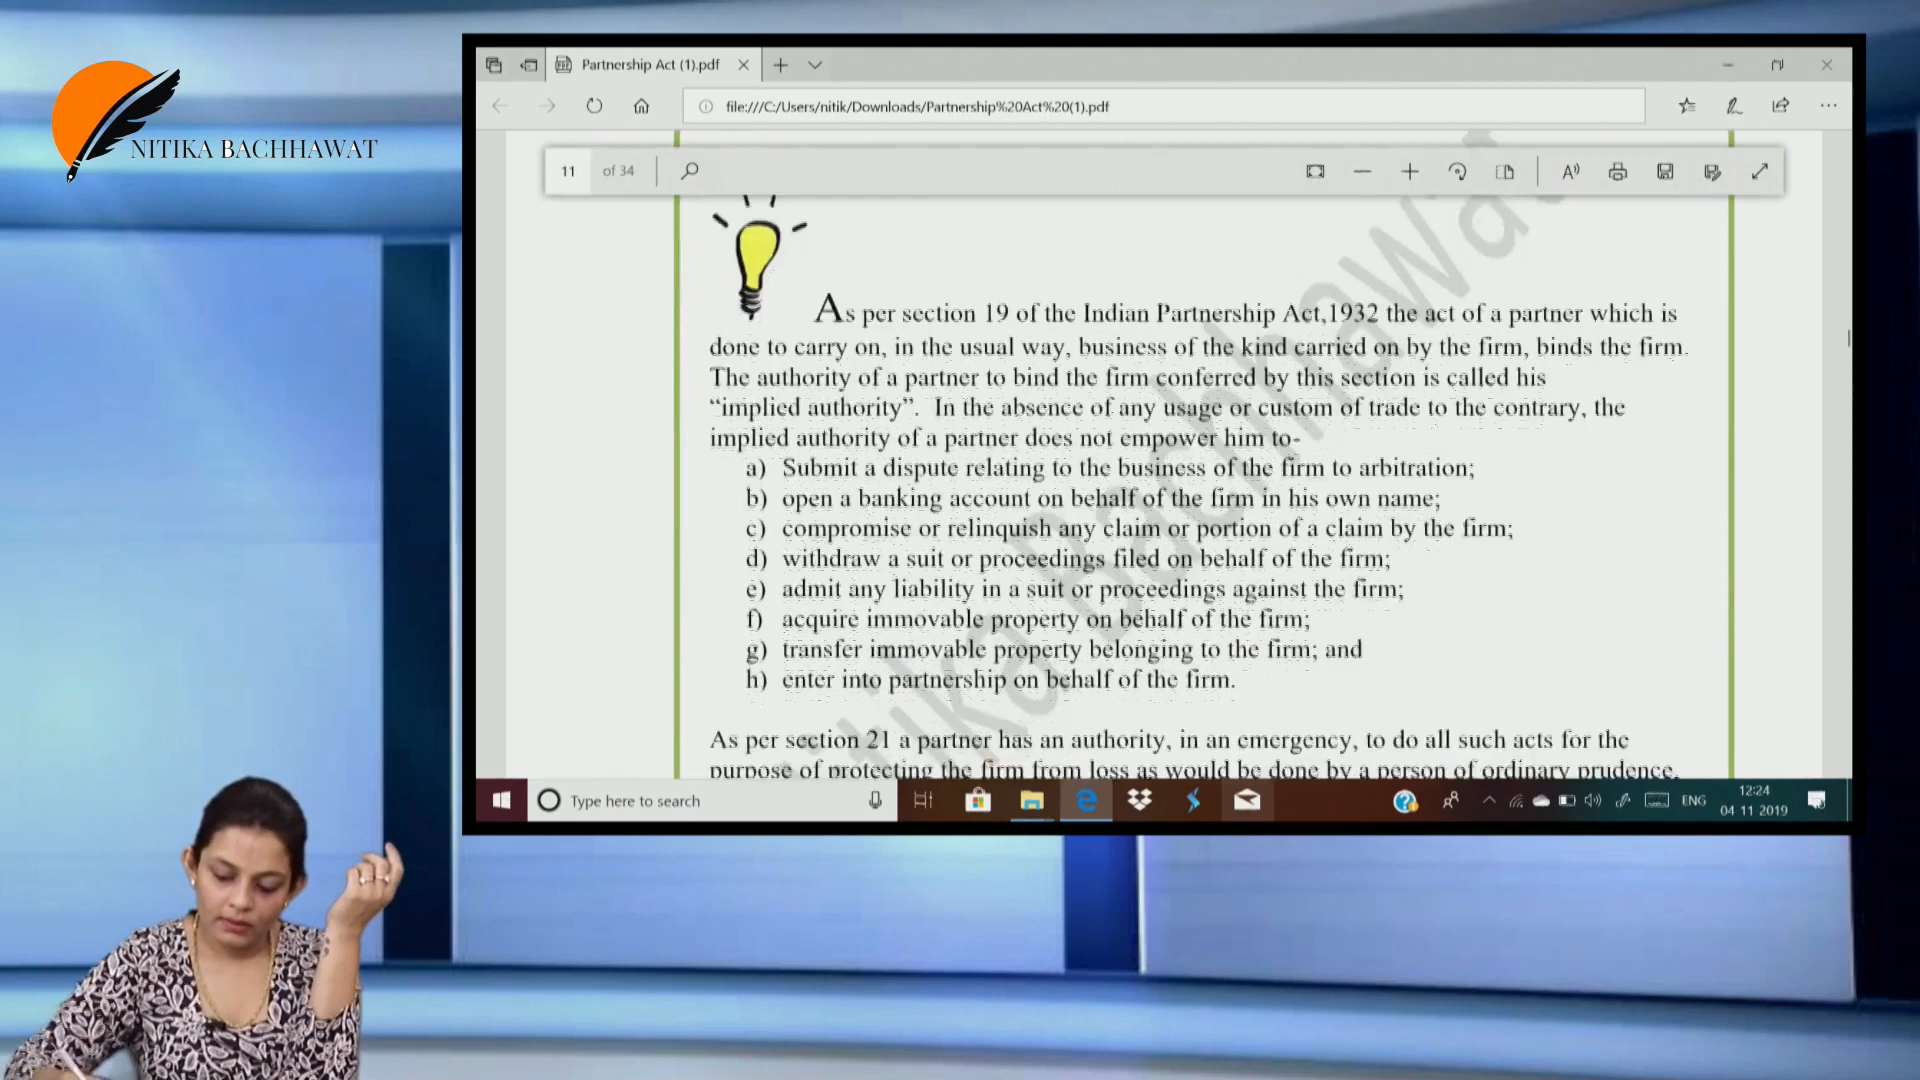 NITIKA BACHHAWAT
Partnership Act (1).pdf
file:///C:/Users/nitik/Downloads/Partnership%20Act%20(1).pdf
11 of 34
As per section 19 of the Indian Partnership Act,1932 the act of a partner which is
done to carry on, in the usual way, business of the kind carried on by the firm, binds the firm.
The authority of a partner to bind the firm conferred by this section is called his
“implied authority”. In the absence of any usage or custom of trade to the contrary, the
implied authority of a partner does not empower him to-
a) Submit a dispute relating to the business of the firm to arbitration;
b) open a banking account on behalf of the firm in his own name;
c) compromise or relinquish any claim or portion of a claim by the firm;
d) withdraw a suit or proceedings filed on behalf of the firm;
e) admit any liability in a suit or proceedings against the firm;
f) acquire immovable property on behalf of the firm;
g) transfer immovable property belonging to the firm; and
h) enter into partnership on behalf of the firm.
As per section 21 a partner has an authority, in an emergency, to do all such acts for the
purpose of protecting the firm from loss as would be done by a person of ordinary prudence,
Type here to search
ENG
12:24
04 11 2019